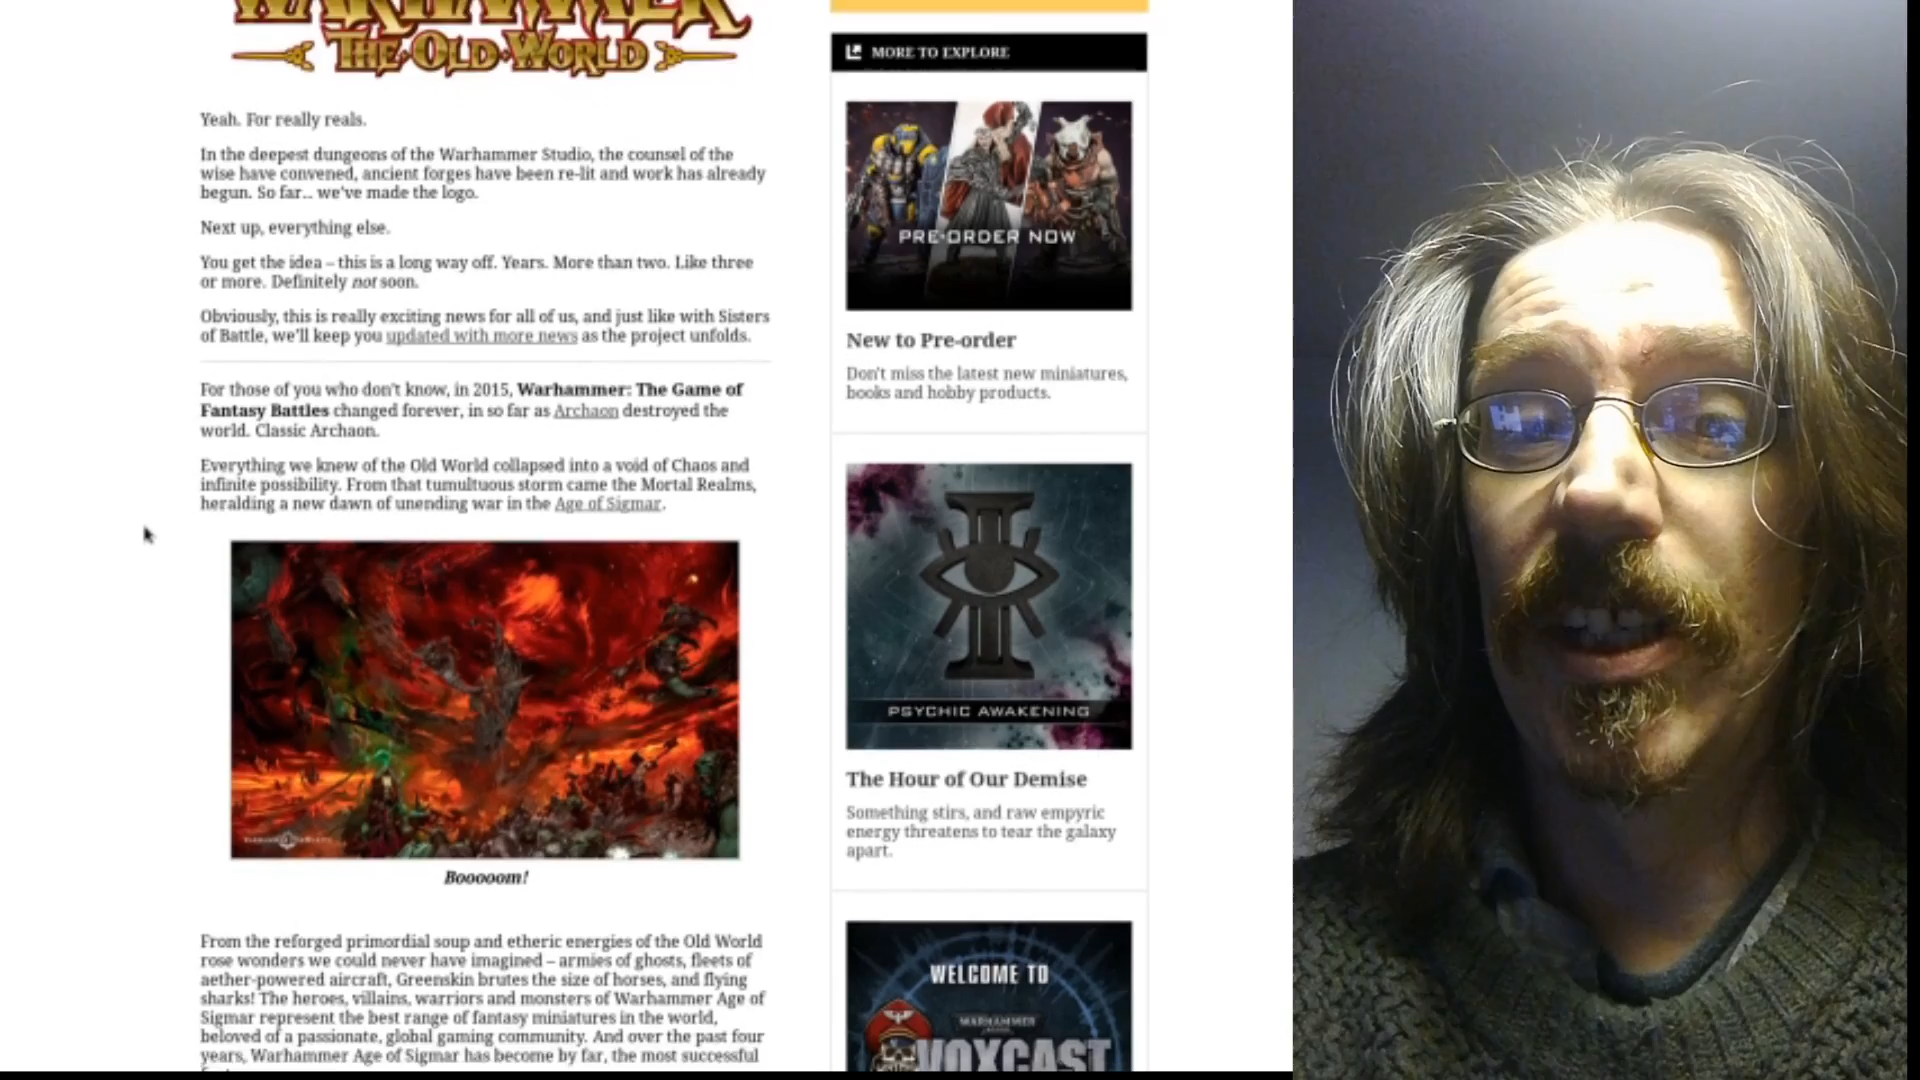 WARHAMMER
THE OLD WORLD
Yeah. For really reals.
In the deepest dungeons of the Warhammer Studio, the counsel of the
wise have convened, ancient forges have been re-lit and work has already
begun. So far... we've made the logo.
Next up, everything else.
You get the idea – this is a long way off. Years. More than two. Like three
or more. Definitely not soon.
Obviously, this is really exciting news for all of us, and just like with Sisters
of Battle, we'll keep you updated with more news as the project unfolds.
For those of you who don't know, in 2015, Warhammer: The Game of
Fantasy Battles changed forever, in so far as Archaon destroyed the
world. Classic Archaon.
Everything we knew of the Old World collapsed into a void of Chaos and
infinite possibility. From that tumultuous storm came the Mortal Realms,
heralding a new dawn of unending war in the Age of Sigmar.
Booooom!
From the reforged primordial soup and etheric energies of the Old World
rose wonders we could never have imagined – armies of ghosts, fleets of
aether-powered aircraft, Greenskin brutes the size of horses, and flying
sharks! The heroes, villains, warriors and monsters of Warhammer Age of
Sigmar represent the best range of fantasy miniatures in the world,
beloved of a passionate, global gaming community. And over the past four
years, Warhammer Age of Sigmar has become by far, the most successful
MORE TO EXPLORE
PRE-ORDER NOW
New to Pre-order
Don't miss the latest new miniatures,
books and hobby products.
PSYCHIC AWAKENING
The Hour of Our Demise
Something stirs, and raw empyric
energy threatens to tear the galaxy
apart.
WELCOME TO
WARHAMMER
VOXCAST